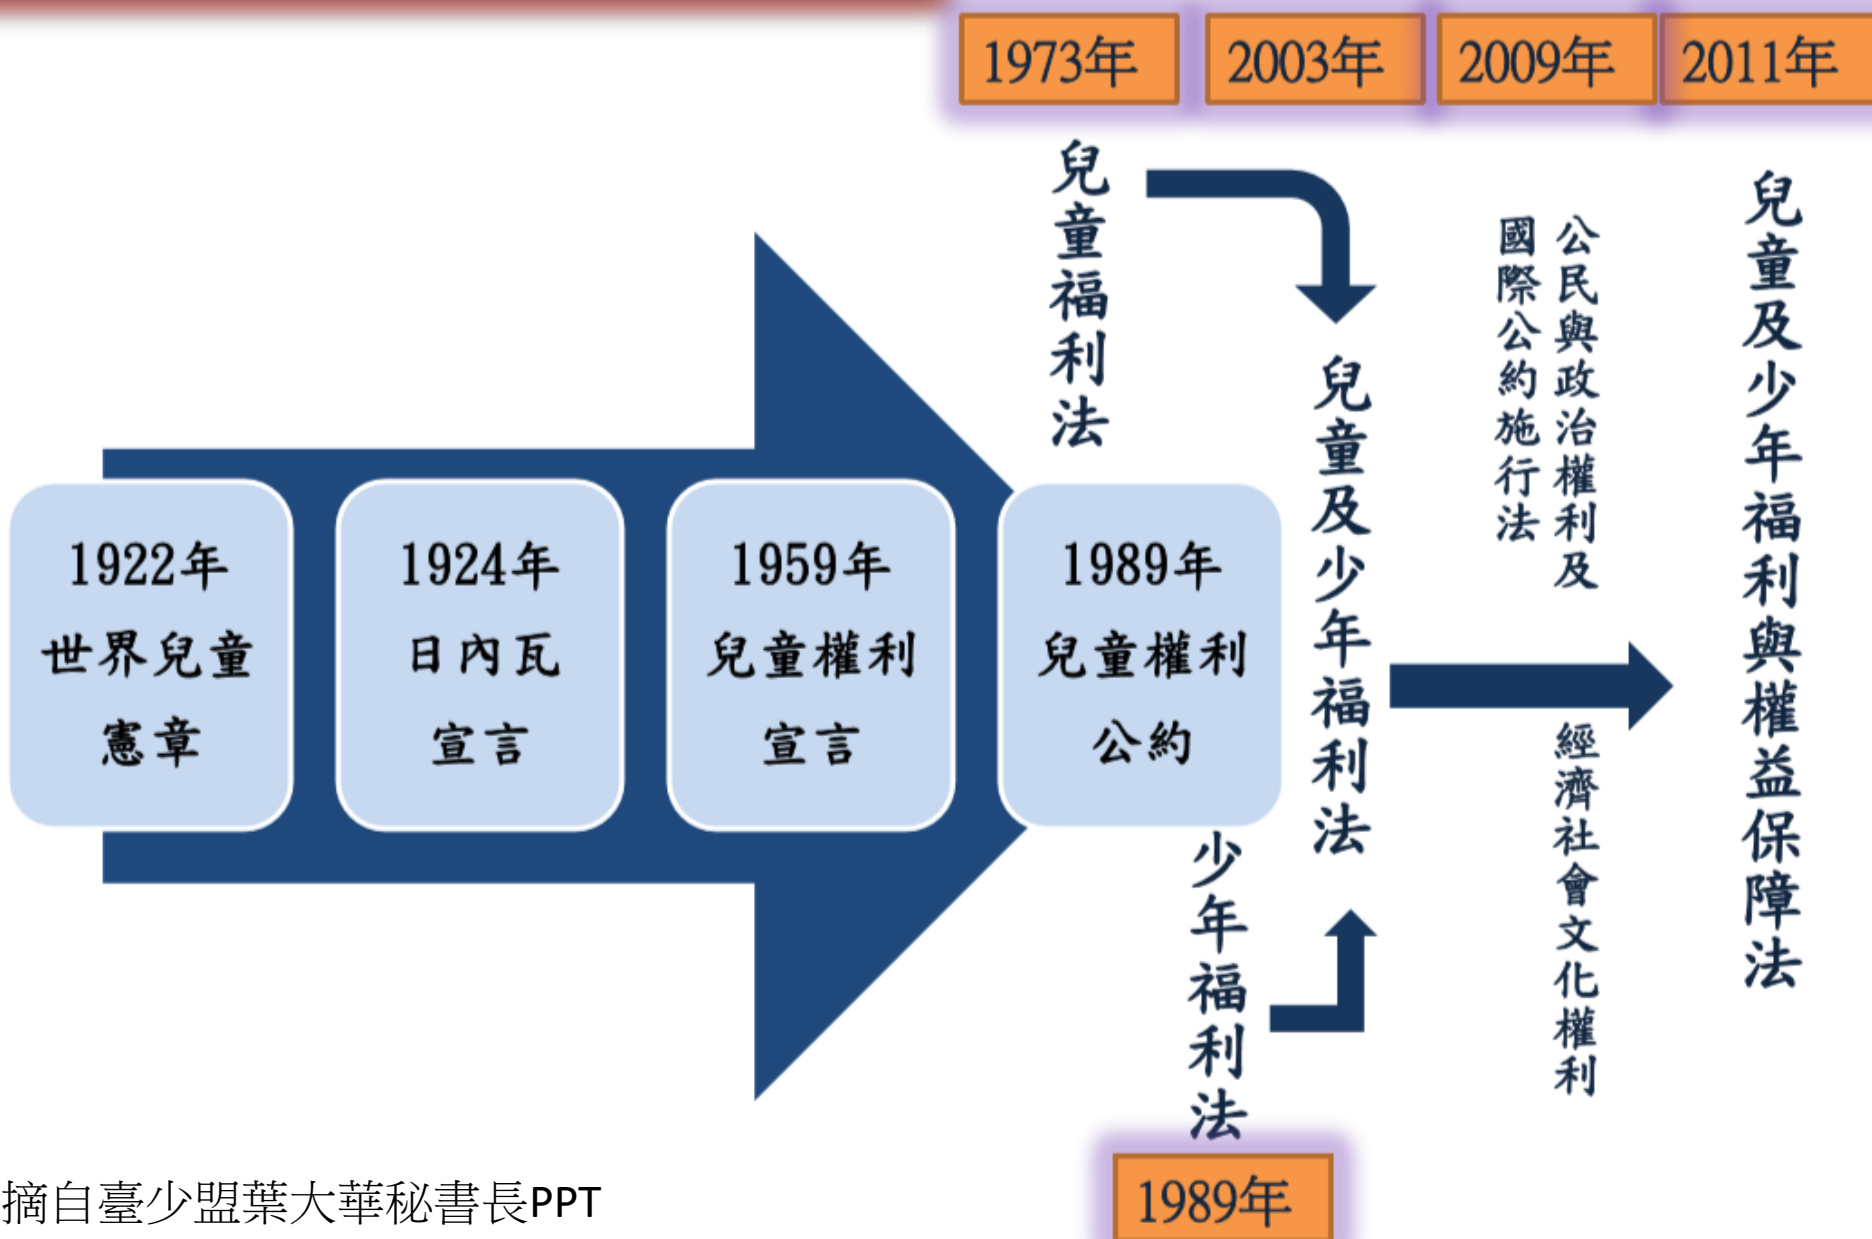 1973年
2003年
2009年
2011年
兒童福利法
兒童及少年福利法
公民與政治權利及
國際公約施行法
經濟社會文化權利
兒童及少年福利與權益保障法
1922年
世界兒童
憲章
1924年
日內瓦
宣言
1959年
兒童權利
宣言
1989年
兒童權利
公約
少年福利法
1989年
摘自臺少盟葉大華秘書長PPT